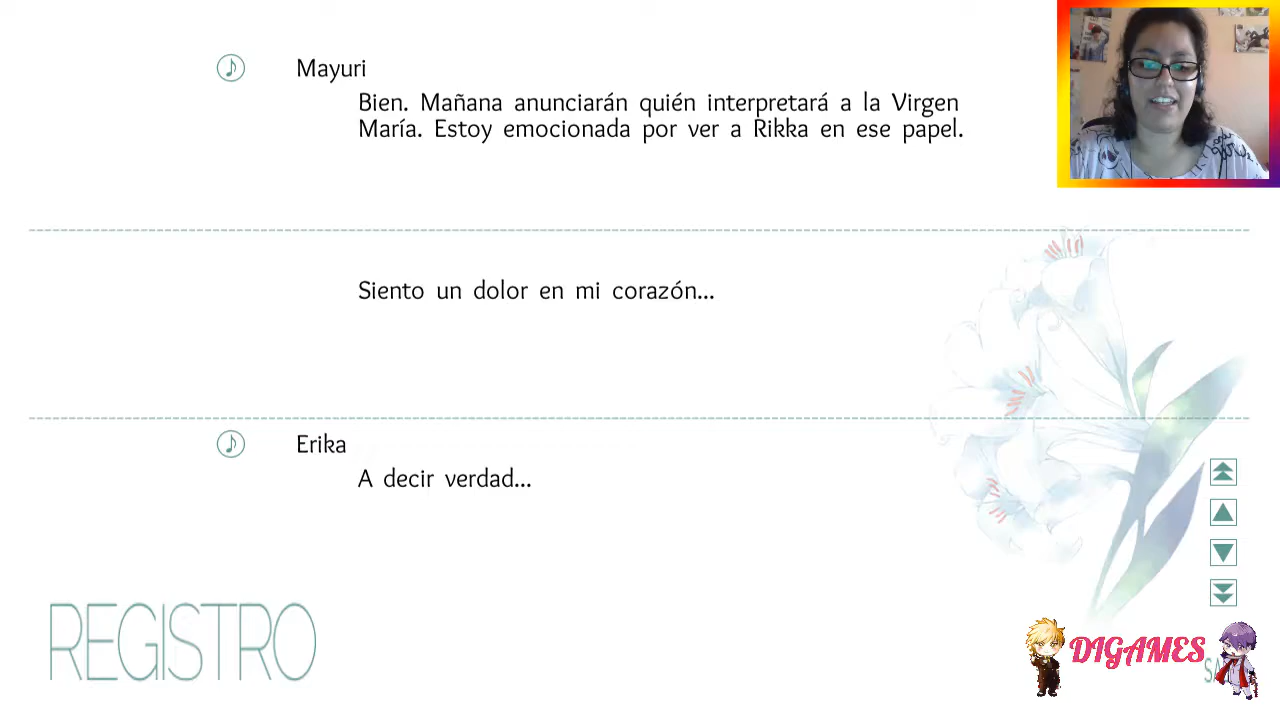 Mayuri
Bien. Mañana anunciarán quién interpretará a la Virgen
María. Estoy emocionada por ver a Rikka en ese papel.
Siento un dolor en mi corazón...
Erika
A decir verdad...
REGISTRO
DIGAMES